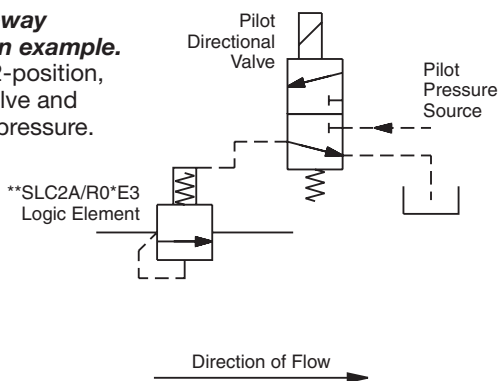 way
n example.
2-position,
lve and
pressure.
Pilot
Directional
Valve
Pilot
Pressure
Source
**SLC2A/R0*E3
Logic Element
Direction of Flow